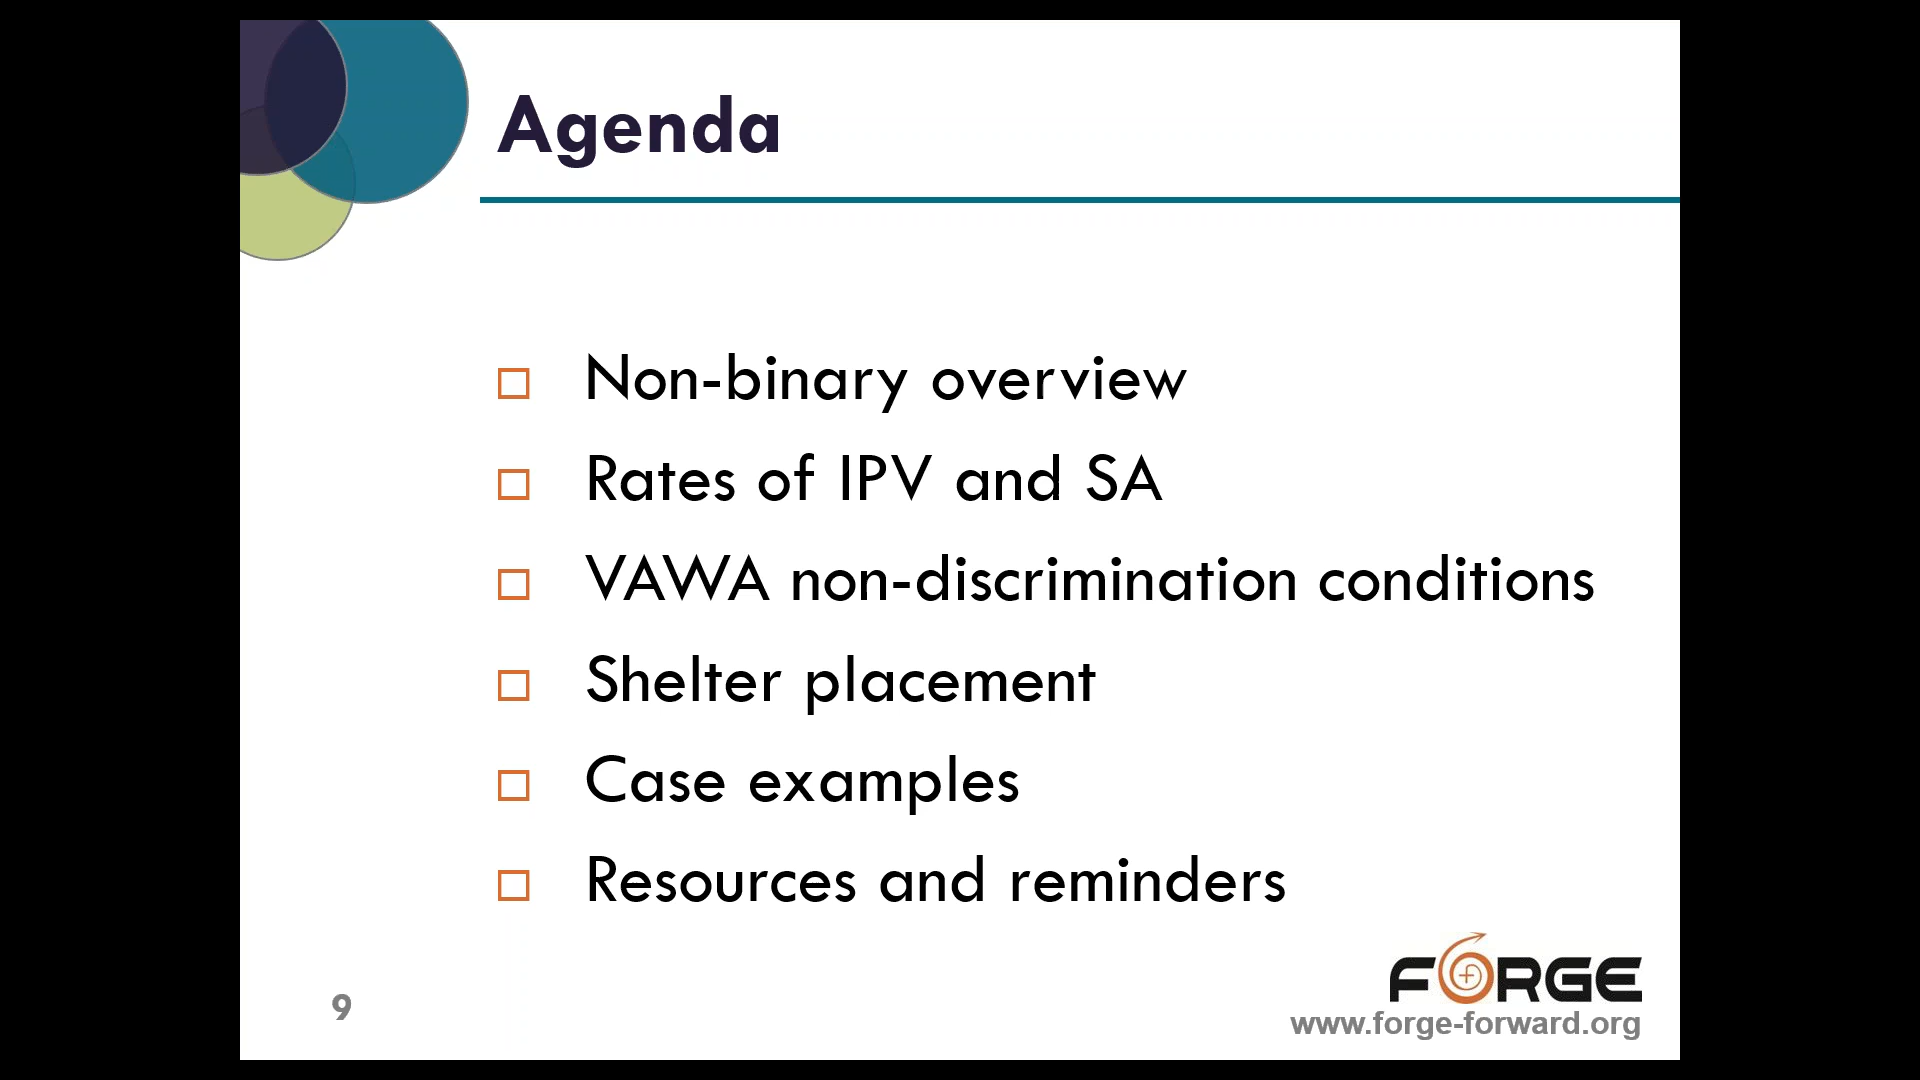 Agenda
Non-binary overview
Rates of IPV and SA
VAWA non-discrimination conditions
Shelter placement
Case examples
Resources and reminders
9
FORGE
www.forge-forward.org